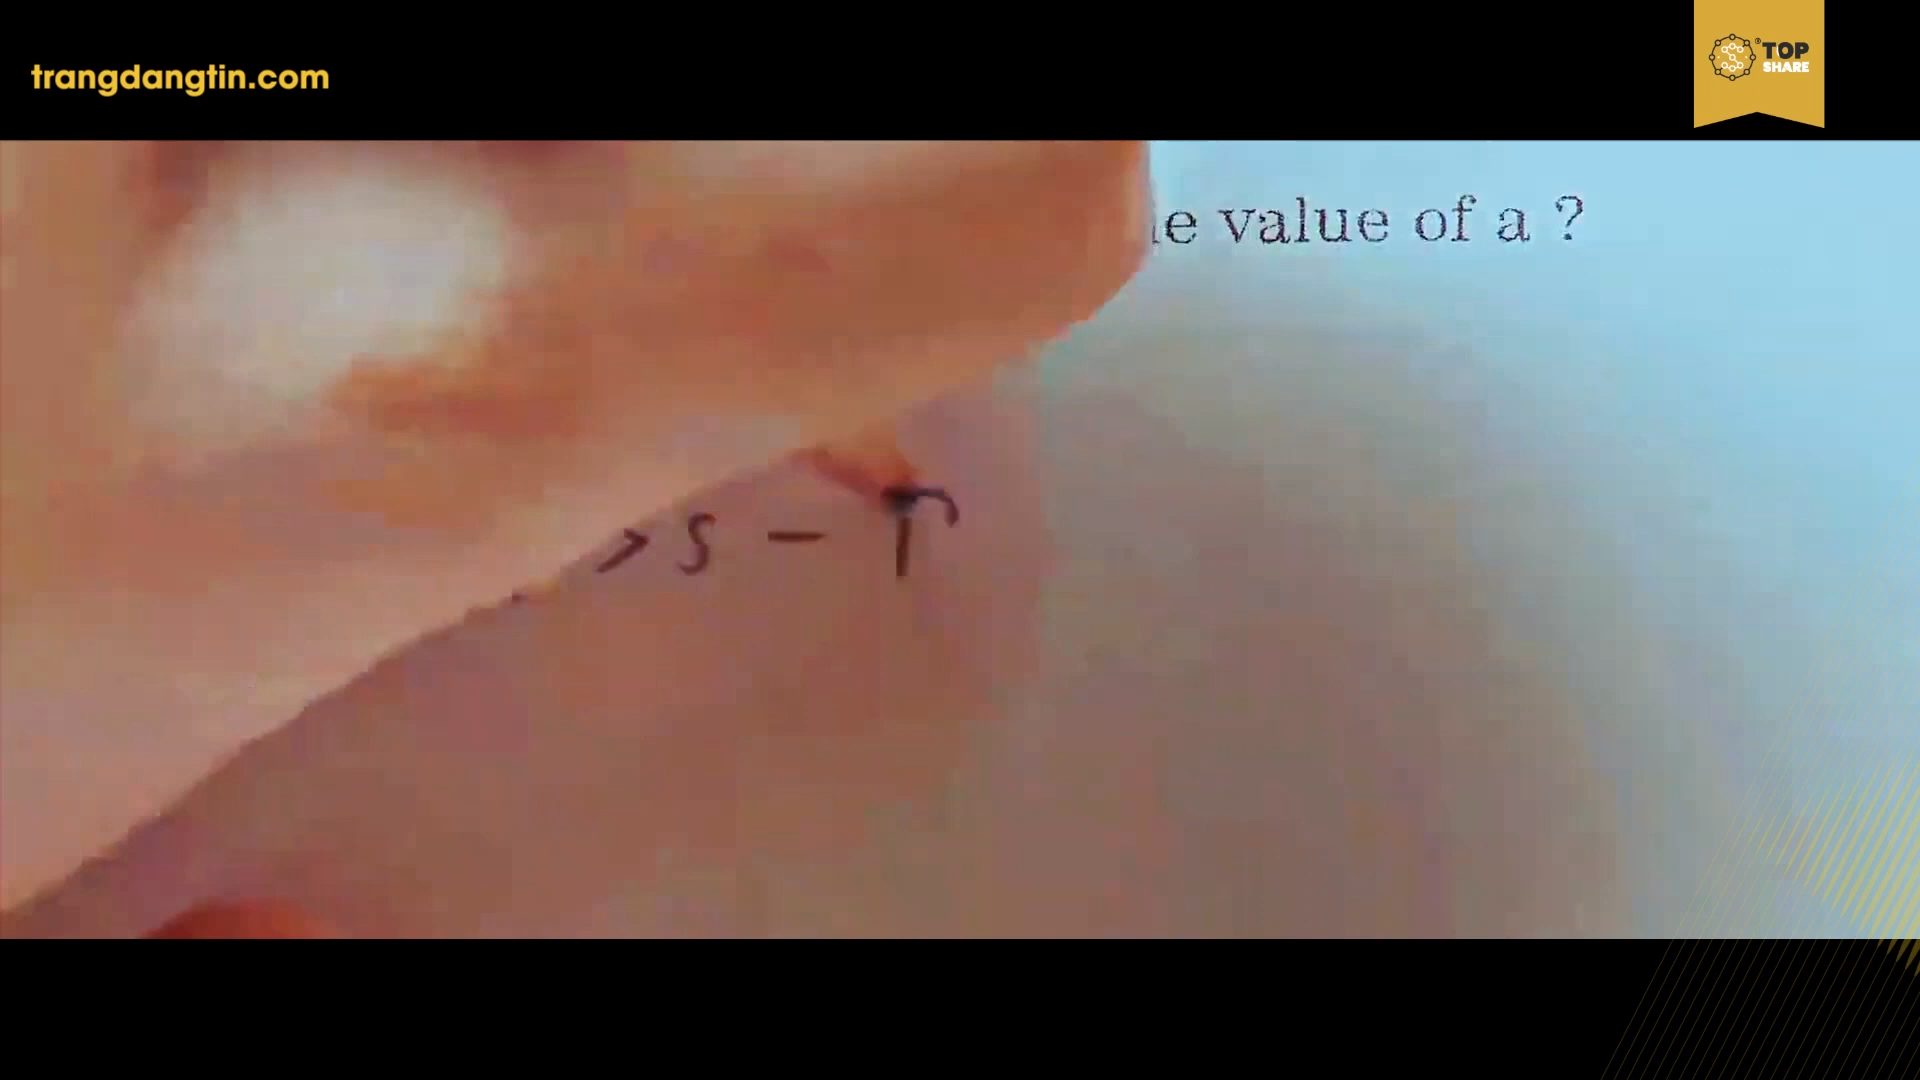 trangdangtin.com
TOP
SHARE
value of a ?
> S –